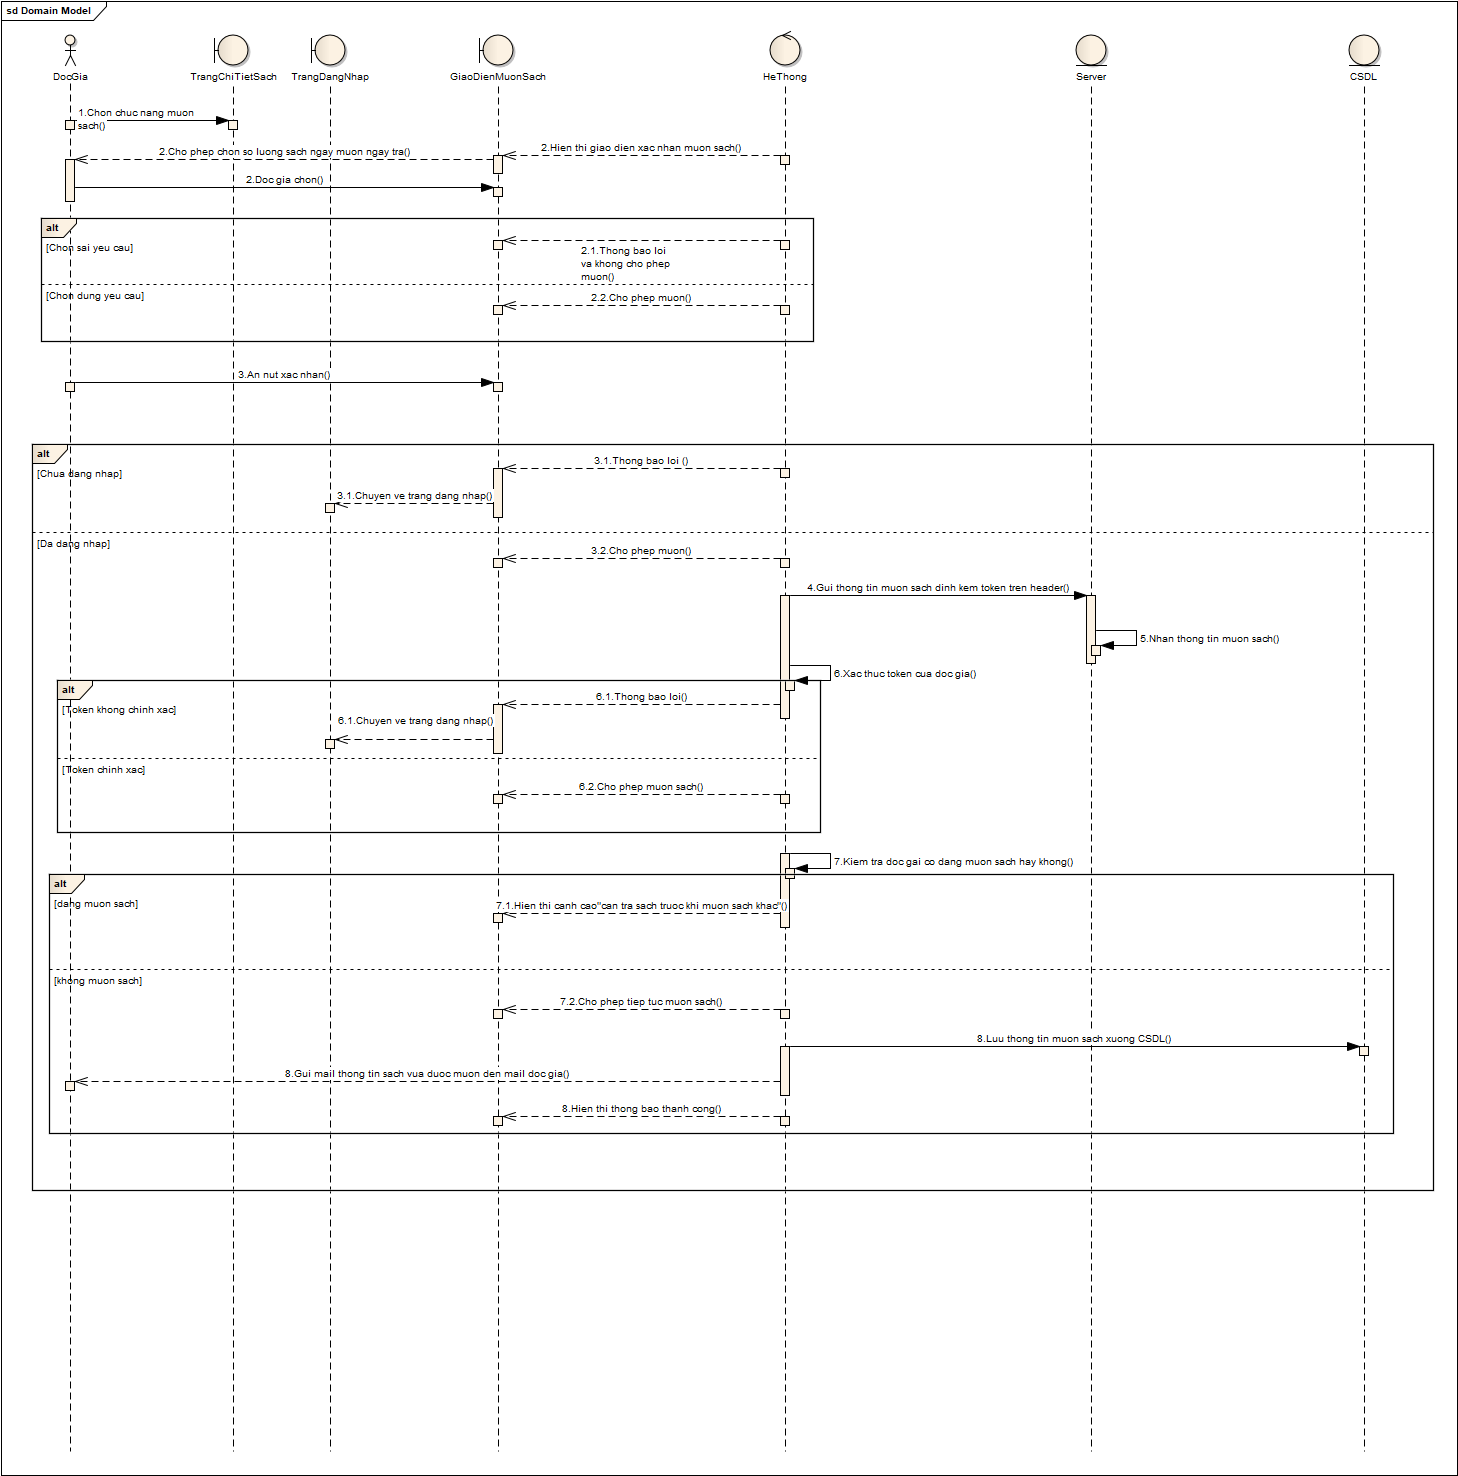 sd Domain Model
DocGia
TrangChiTietSach
TrangDangNhap
GiaoDienMuonSach
HeThong
Server
CSDL
1.Chon chuc nang muon
sach()
2.Hien thi giao dien xac nhan muon sach()
2.Cho phep chon so luong sach ngay muon ngay tra()
2.Doc gia chon()
alt
[Chon sai yeu cau]
2.1.Thong bao loi
va khong cho phep
muon()
[Chon dung yeu cau]
2.2.Cho phep muon()
3.An nut xac nhan()
alt
[Chua dang nhap]
3.1.Thong bao loi ()
3.1.Chuyen ve trang dang nhap()
[Da dang nhap]
3.2.Cho phep muon()
4.Gui thong tin muon sach dinh kem token tren header()
5.Nhan thong tin muon sach()
6.Xac thuc token cua doc gia()
alt
[Token khong chinh xac]
6.1.Thong bao loi()
6.1.Chuyen ve trang dang nhap()
[Token chinh xac]
6.2.Cho phep muon sach()
7.Kiem tra doc gai co dang muon sach hay khong()
alt
[dang muon sach]
7.1.Hien thi canh cao"can tra sach truoc khi muon sach khac"()
[khong muon sach]
7.2.Cho phep tiep tuc muon sach()
8.Luu thong tin muon sach xuong CSDL()
8.Gui mail thong tin sach vua duoc muon den mail doc gia()
8.Hien thi thong bao thanh cong()